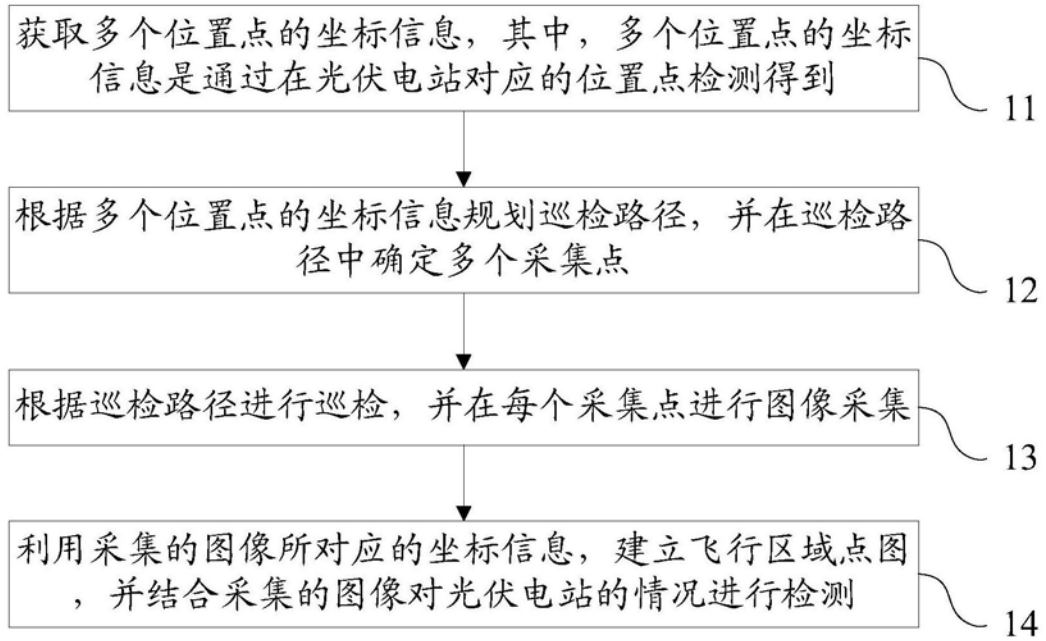 获取多个位置点的坐标信息，其中，多个位置点的坐标
信息是通过在光伏电站对应的位置点检测得到
11
根据多个位置点的坐标信息规划巡检路径，并在巡检路
径中确定多个采集点
12
根据巡检路径进行巡检，并在每个采集点进行图像采集
13
利用采集的图像所对应的坐标信息，建立飞行区域点图
，并结合采集的图像对光伏电站的情况进行检测
14